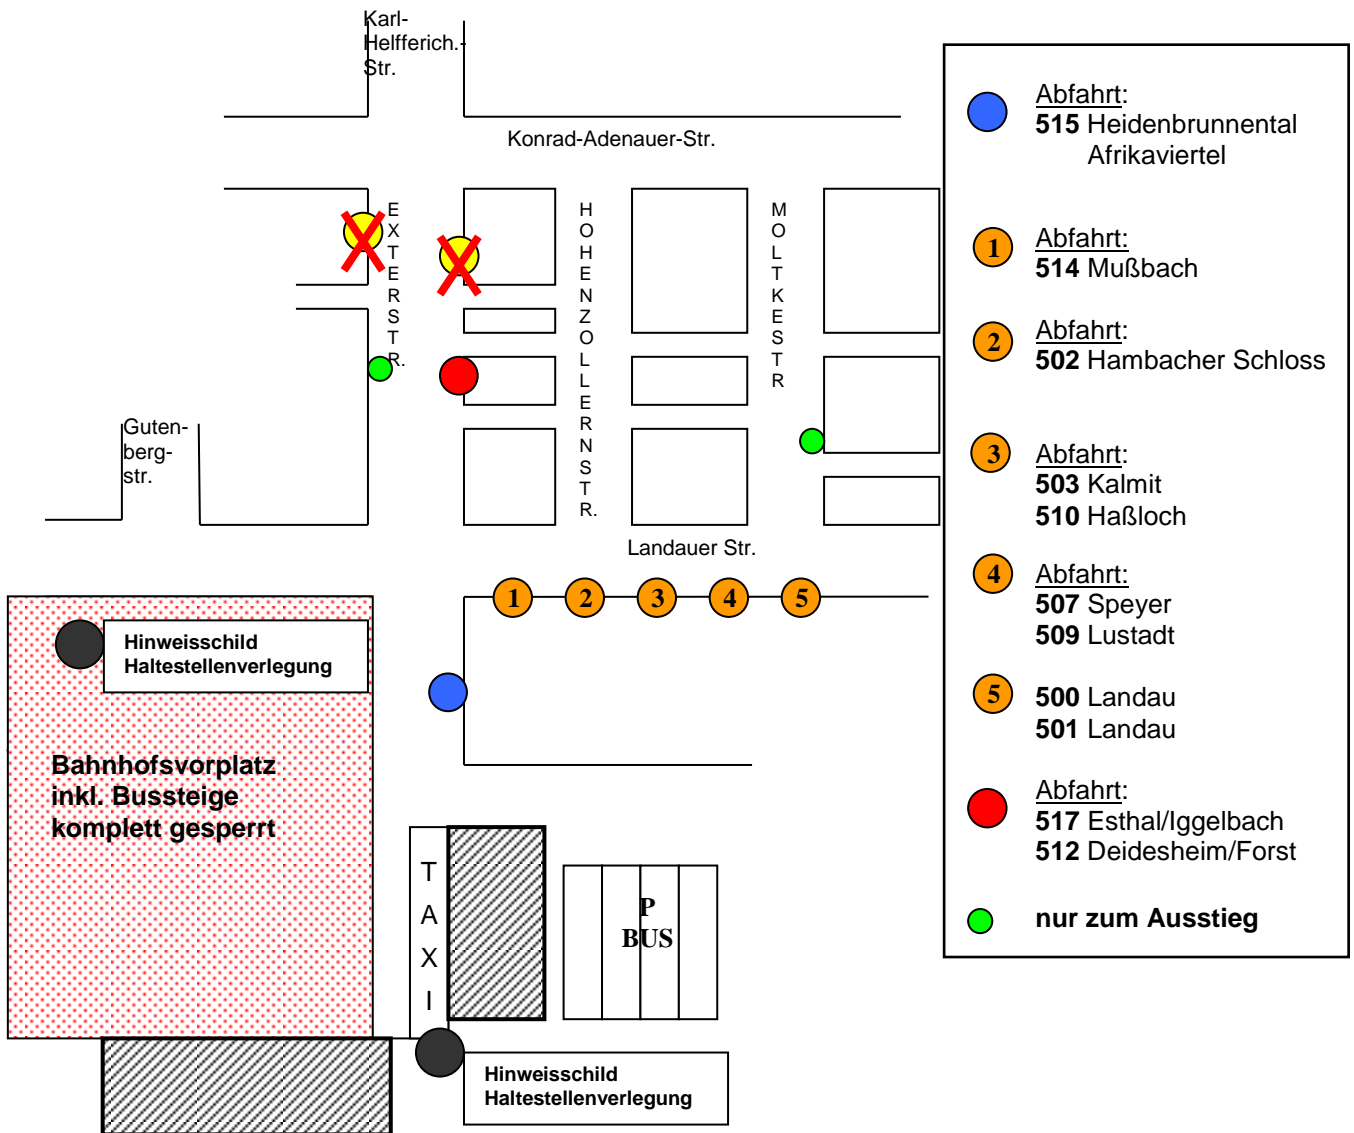 Karl-
Helfferich.-
Str.
Konrad-Adenauer-Str.
EXTERSTR.
HOHENZOLLERNSTR.
MOLTKESTR
Guten-
berg-
str.
Landauer Str.
1 2 3 4 5
Hinweisschild
Haltestellenverlegung
Bahnhofsvorplatz
inkl. Bussteige
komplett gesperrt
TAXI
P
BUS
Hinweisschild
Haltestellenverlegung
Abfahrt:
515 Heidenbrunnental
Afrikaviertel
1 Abfahrt:
514 Mußbach
2 Abfahrt:
502 Hambacher Schloss
3 Abfahrt:
503 Kalmit
510 Haßloch
4 Abfahrt:
507 Speyer
509 Lustadt
5 500 Landau
501 Landau
Abfahrt:
517 Esthal/Iggelbach
512 Deidesheim/Forst
nur zum Ausstieg